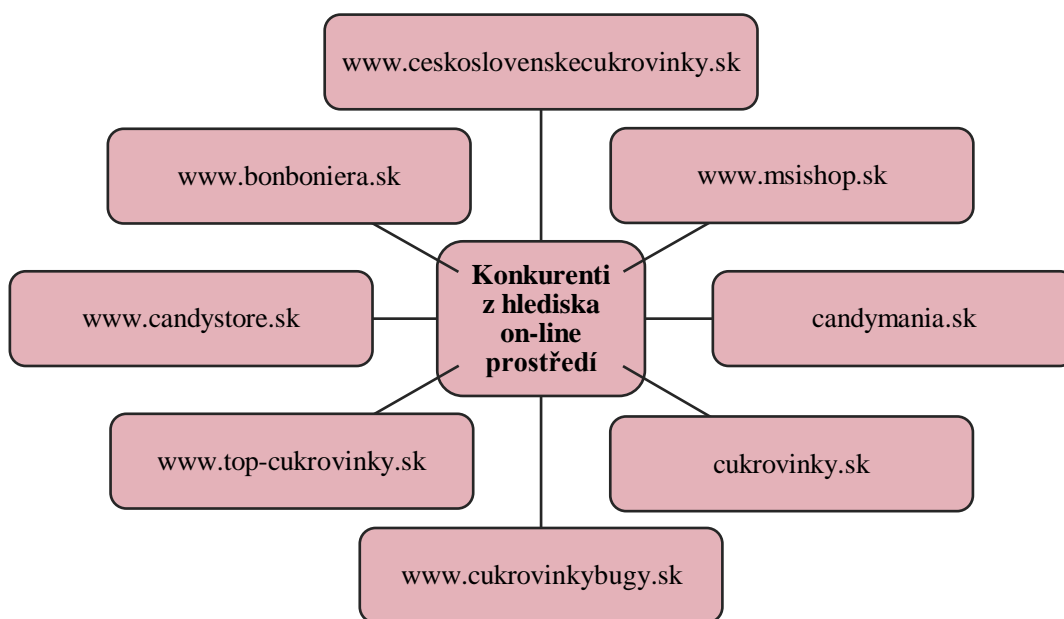 www.ceskoslovenskecukrovinky.sk
www.bonboniera.sk
www.msishop.sk
Konkurenti
z hlediska
on-line
prostředí
www.candystore.sk
candymania.sk
www.top-cukrovinky.sk
cukrovinky.sk
www.cukrovinkybugy.sk